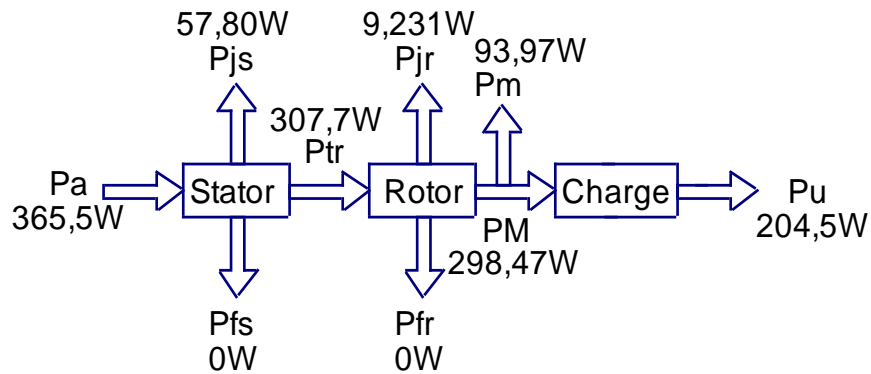 57,80W
Pjs
9,231W
Pjr
93,97W
Pm
307,7W
Ptr
Pa
365,5W
Stator
Rotor
Charge
Pu
204,5W
PM
298,47W
Pfs
0W
Pfr
0W